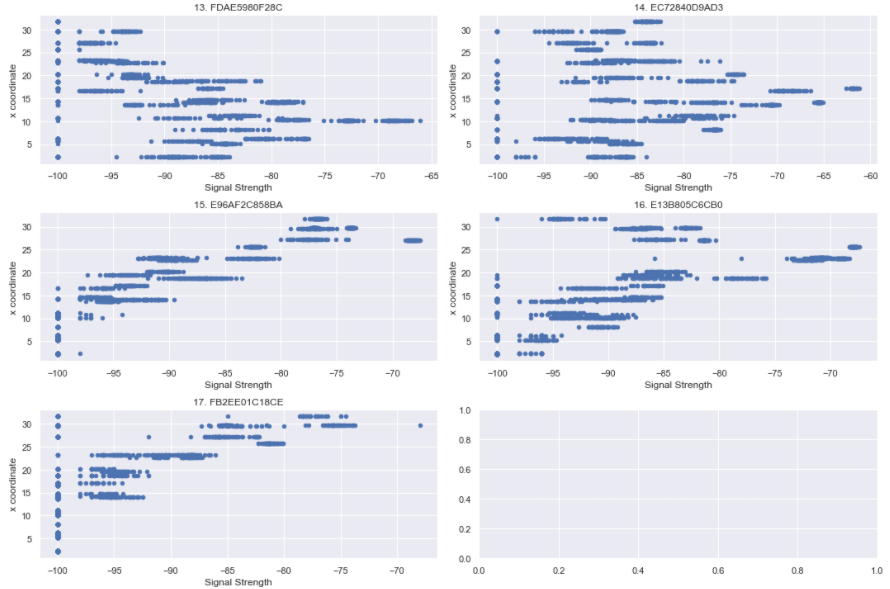 13. FDAE5980F28C
30
25
20
15
10
5
x coordinate
−100 −95 −90 −85 −80 −75 −70 −65
Signal Strength
14. EC72840D9AD3
30
25
20
15
10
5
x coordinate
−100 −95 −90 −85 −80 −75 −70 −65 −60
Signal Strength
15. E96AF2C858BA
30
25
20
15
10
5
x coordinate
−100 −95 −90 −85 −80 −75 −70
Signal Strength
16. E13B805C6CB0
30
25
20
15
10
5
x coordinate
−100 −95 −90 −85 −80 −75 −70
Signal Strength
17. FB2EE01C18CE
30
25
20
15
10
5
x coordinate
−100 −95 −90 −85 −80 −75 −70
Signal Strength
1.0
0.8
0.6
0.4
0.2
0.0
0.0 0.2 0.4 0.6 0.8 1.0